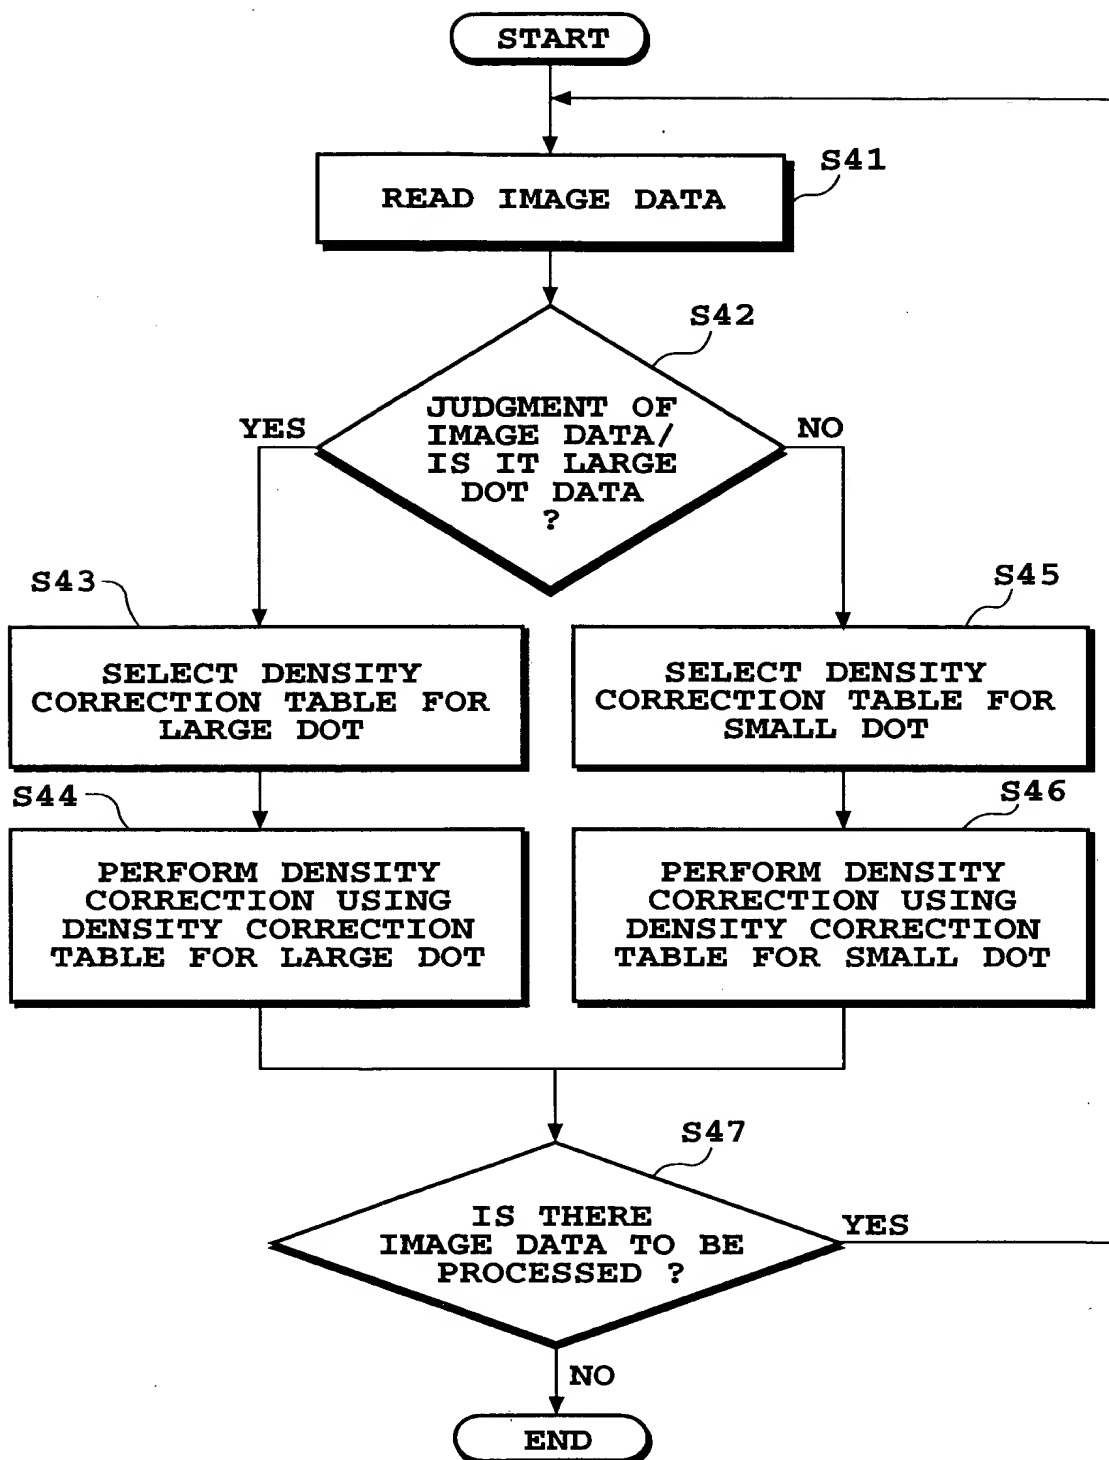 START
S41
READ IMAGE DATA
S42
JUDGMENT OF
IMAGE DATA/
IS IT LARGE
DOT DATA
?
YES
NO
S43
SELECT DENSITY
CORRECTION TABLE FOR
LARGE DOT
S45
SELECT DENSITY
CORRECTION TABLE FOR
SMALL DOT
S44
PERFORM DENSITY
CORRECTION USING
DENSITY CORRECTION
TABLE FOR LARGE DOT
S46
PERFORM DENSITY
CORRECTION USING
DENSITY CORRECTION
TABLE FOR SMALL DOT
S47
IS THERE
IMAGE DATA TO BE
PROCESSED ?
YES
NO
END